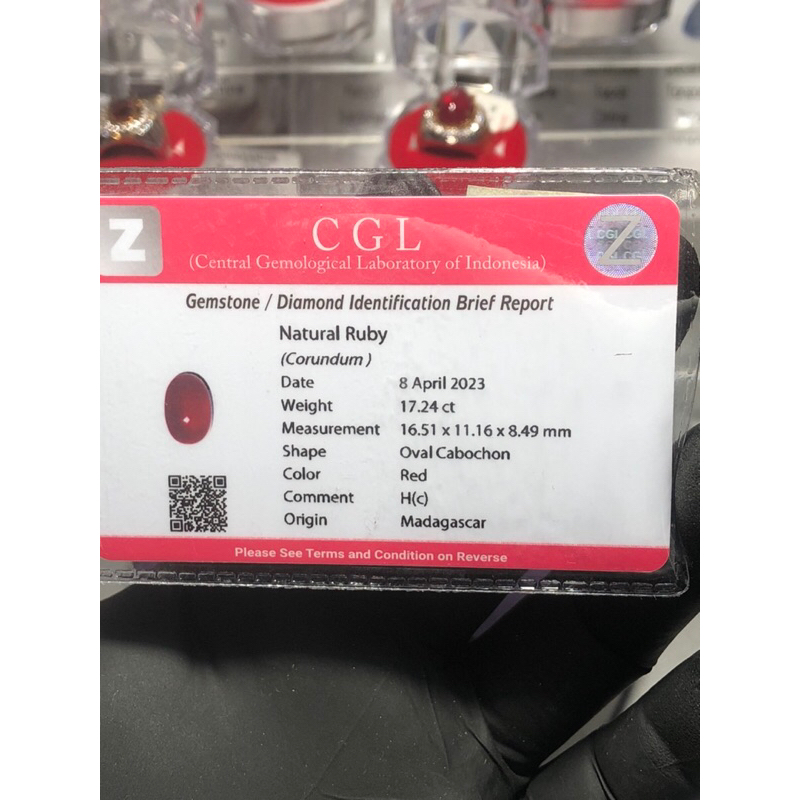 Z
C G L
(Central Gemological Laboratory of Indonesia)
CGLCGL
Z
Gemstone / Diamond Identification Brief Report
Natural Ruby
(Corundum )
Date 8 April 2023
Weight 17.24 ct
Measurement 16.51 x 11.16 x 8.49 mm
Shape Oval Cabochon
Color Red
Comment H(c)
Origin Madagascar
Please See Terms and Condition on Reverse